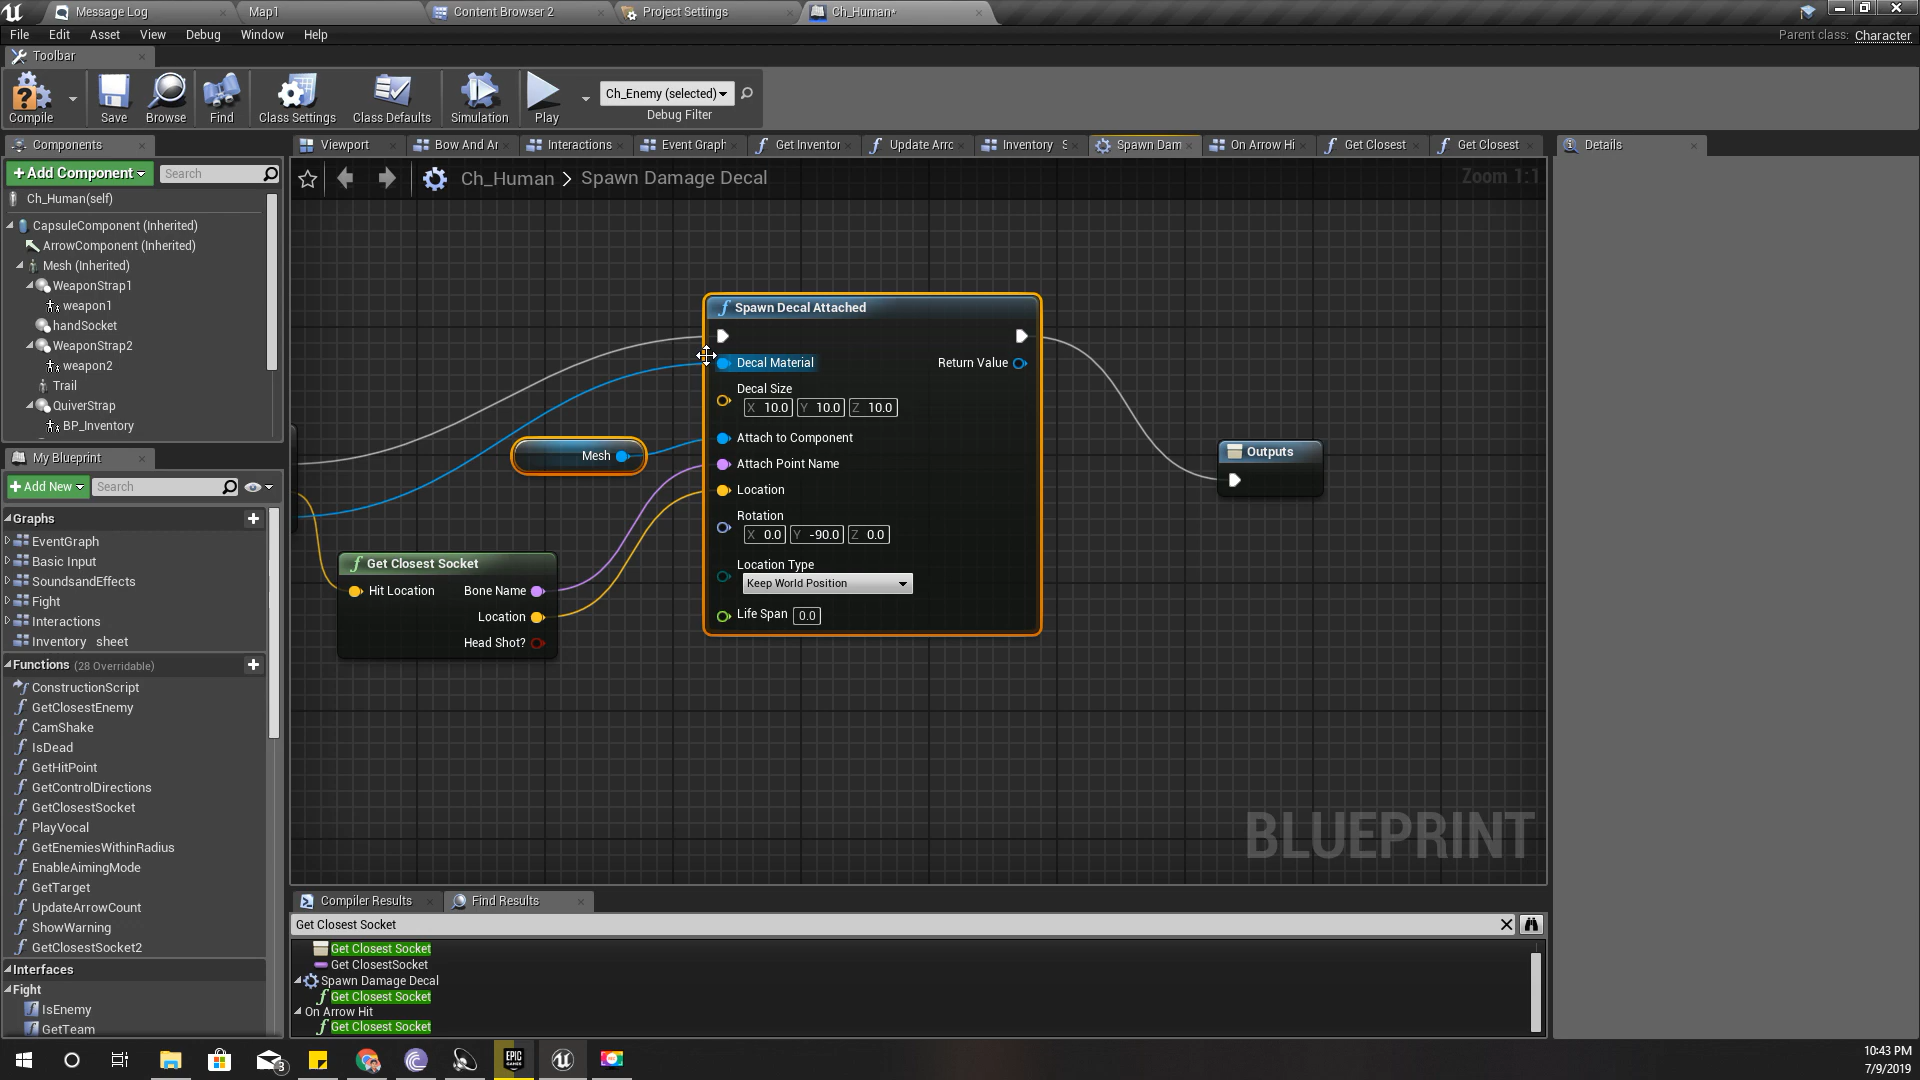 Message Log
Map1
Content Browser 2
Project Settings
Ch_Human*
File Edit Asset View Debug Window Help
Parent class: Character
Toolbar
Compile
Save
Browse
Find
Class Settings
Class Defaults
Simulation
Play
Ch_Enemy (selected)
Debug Filter
Components
Viewport
Bow And Ar
Interactions
Event Graph
Get Inventor
Update Arro
Inventory S
Spawn Dam
On Arrow Hi
Get Closest
Get Closest
Details
+Add Component
Search
Ch_Human > Spawn Damage Decal
Zoom 1:1
Ch_Human(self)
CapsuleComponent (Inherited)
ArrowComponent (Inherited)
Mesh (Inherited)
WeaponStrap1
weapon1
handSocket
WeaponStrap2
weapon2
Trail
QuiverStrap
BP_Inventory
My Blueprint
+Add New
Search
Graphs
EventGraph
Basic Input
SoundsandEffects
Fight
Interactions
Inventory sheet
Functions (28 Overridable)
ConstructionScript
GetClosestEnemy
CamShake
IsDead
GetHitPoint
GetControlDirections
GetClosestSocket
PlayVocal
GetEnemiesWithinRadius
EnableAimingMode
GetTarget
UpdateArrowCount
ShowWarning
GetClosestSocket2
Interfaces
Fight
IsEnemy
GetTeam
Spawn Decal Attached
Decal Material
Return Value
Decal Size
X 10.0 Y 10.0 Z 10.0
Attach to Component
Attach Point Name
Location
Rotation
X 0.0 Y -90.0 Z 0.0
Location Type
Keep World Position
Life Span 0.0
Mesh
Get Closest Socket
Hit Location
Bone Name
Location
Head Shot?
Outputs
BLUEPRINT
Compiler Results
Find Results
Get Closest Socket
Get Closest Socket
Get ClosestSocket
Spawn Damage Decal
Get Closest Socket
On Arrow Hit
Get Closest Socket
3
EPIC
GAMES
10:43 PM
7/9/2019